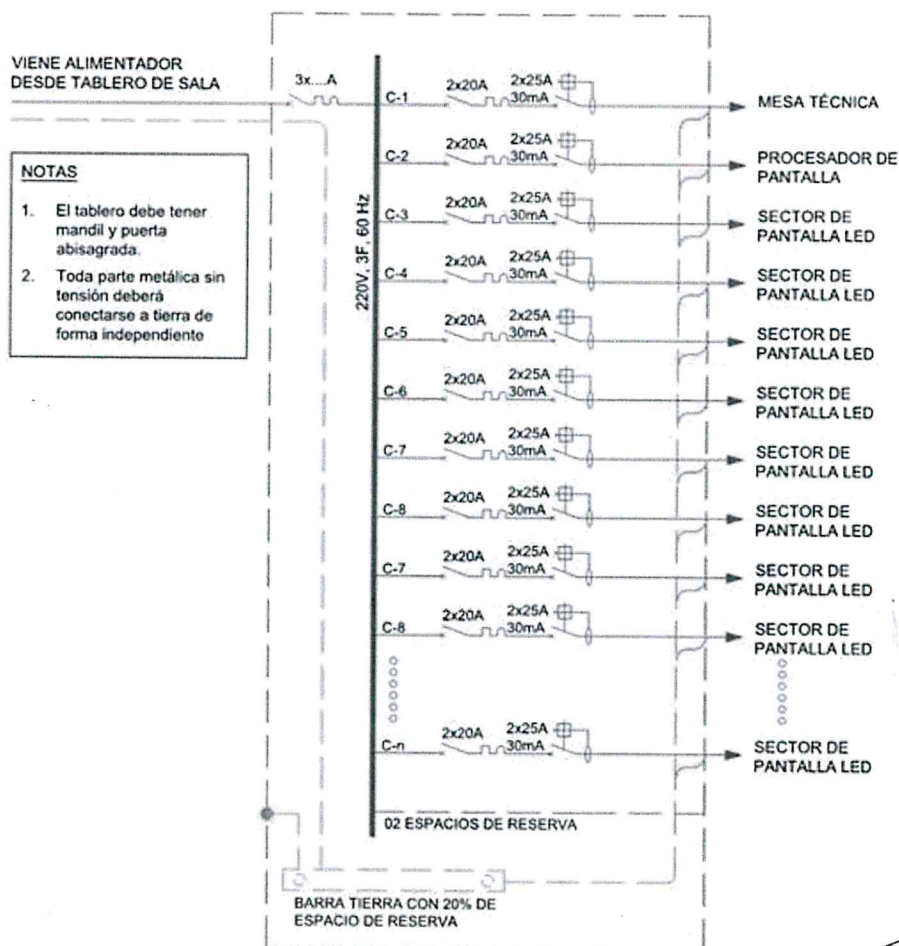 VIENE ALIMENTADOR
DESDE TABLERO DE SALA
3x....A
NOTAS
1. El tablero debe tener
mandil y puerta
abisagrada.
2. Toda parte metálica sin
tensión deberá
conectarse a tierra de
forma independiente
220V, 3F, 60 Hz
C-1 2x20A 2x25A
30mA
MESA TÉCNICA
C-2 2x20A 2x25A
30mA
PROCESADOR DE
PANTALLA
C-3 2x20A 2x25A
30mA
SECTOR DE
PANTALLA LED
C-4 2x20A 2x25A
30mA
SECTOR DE
PANTALLA LED
C-5 2x20A 2x25A
30mA
SECTOR DE
PANTALLA LED
C-6 2x20A 2x25A
30mA
SECTOR DE
PANTALLA LED
C-7 2x20A 2x25A
30mA
SECTOR DE
PANTALLA LED
C-8 2x20A 2x25A
30mA
SECTOR DE
PANTALLA LED
C-7 2x20A 2x25A
30mA
SECTOR DE
PANTALLA LED
C-8 2x20A 2x25A
30mA
SECTOR DE
PANTALLA LED
C-n 2x20A 2x25A
30mA
SECTOR DE
PANTALLA LED
02 ESPACIOS DE RESERVA
BARRA TIERRA CON 20% DE
ESPACIO DE RESERVA